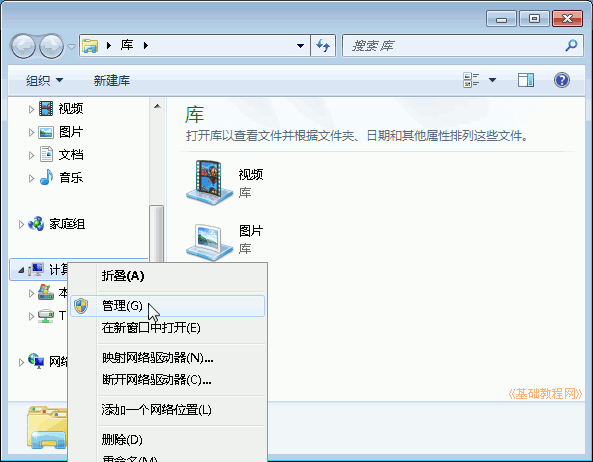 库
搜索 库
组织
新建库
视频
图片
文档
音乐
家庭组
库
打开库以查看文件并根据文件夹、日期和其他属性排列这些文件。
视频
库
图片
库
折叠(A)
管理(G)
在新窗口中打开(E)
映射网络驱动器(N)...
断开网络驱动器(C)...
添加一个网络位置(L)
删除(D)
重命名(M)
网络
《基础教程网》